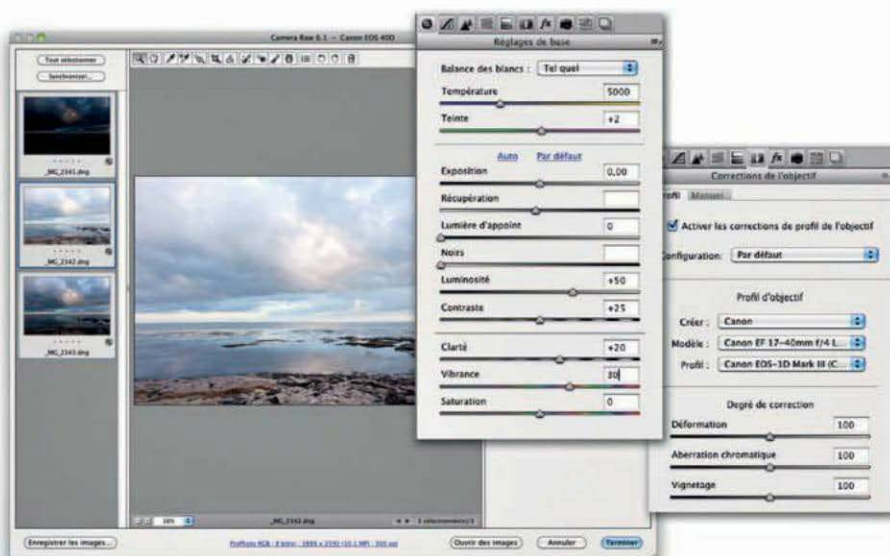 Camera Raw 6.1 - Canon EOS 40D
Tout sélectionner
Synchroniser...
_MG_2341.dng
_MG_2342.dng
_MG_2343.dng
Réglages de base
Balance des blancs : Tel quel
Température 5000
Teinte +2
Auto Par défaut
Exposition 0,00
Récupération
Lumière d'appoint 0
Noirs
Luminosité +50
Contraste +25
Clarté +20
Vibrance 30
Saturation 0
Corrections de l'objectif
Profil Manuel
Activer les corrections de profil de l'objectif
Configuration: Par défaut
Profil d'objectif
Créer : Canon
Modèle : Canon EF 17-40mm f/4 L...
Profil : Canon EOS-1D Mark III (C...
Degré de correction
Déformation 100
Aberration chromatique 100
Vignetage 100
_MG_2342.dng
Enregistrer les images...
Ouvrir des images
Annuler
Terminer